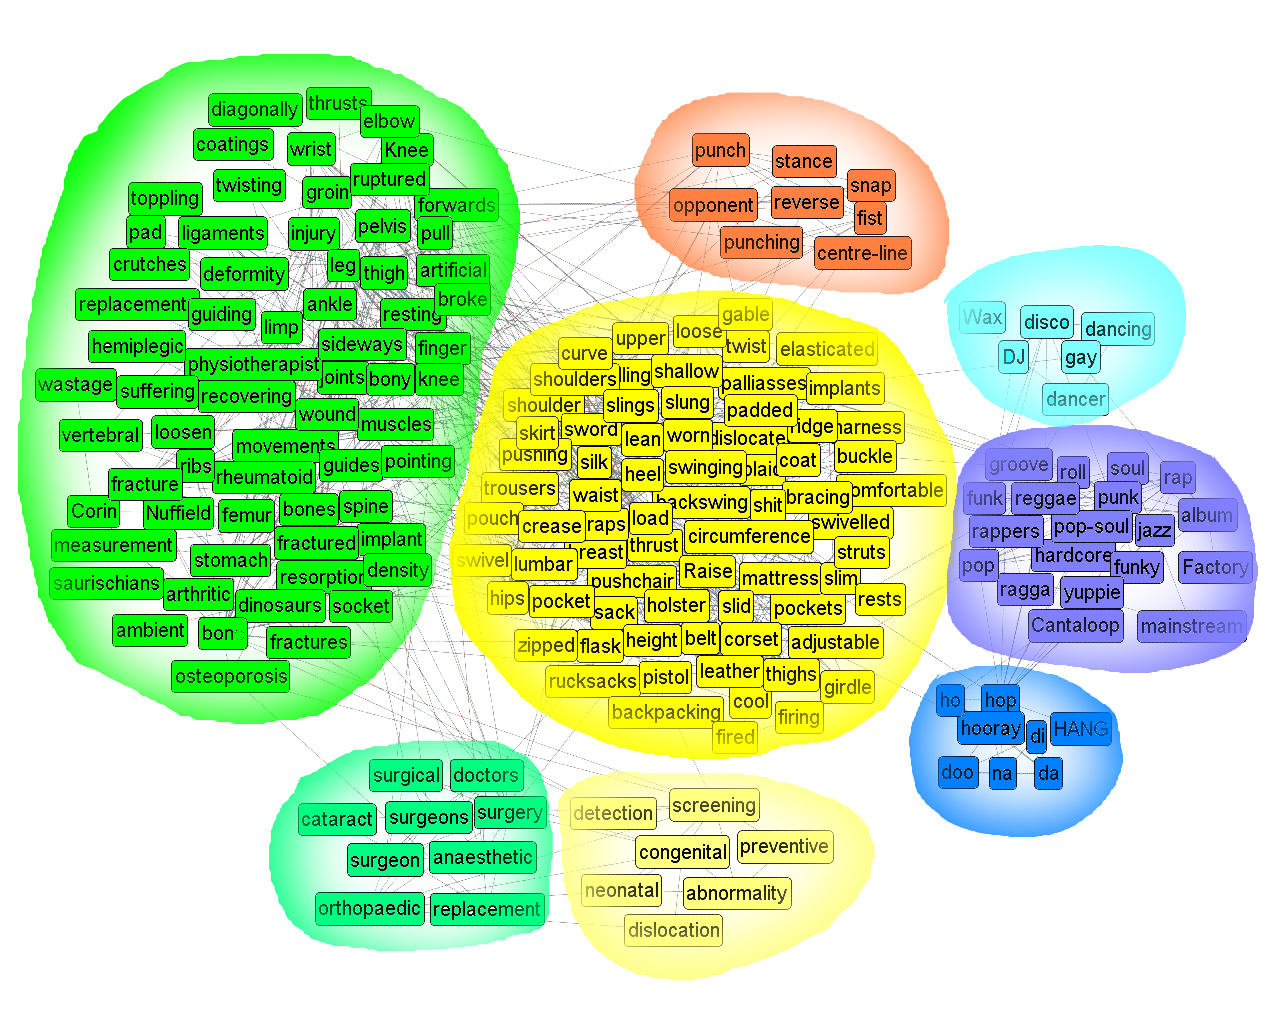 diagonally
thrusts
elbow
coatings
wrist
Knee
toppling
twisting
groin
ruptured
forwards
pad
ligaments
injury
pelvis
pull
crutches
deformity
leg
thigh
artificial
replacement
guiding
ankle
resting
broke
limp
hemiplegic
physiotherapist
sideways
finger
wastage
suffering
recovering
joints
bony
knee
vertebral
loosen
wound
muscles
movements
ribs
rheumatoid
guides
pointing
fracture
Corin
Nuffield
femur
bones
spine
measurement
stomach
fractured
implant
saurischians
arthritic
resorption
density
dinosaurs
socket
ambient
bon
fractures
osteoporosis
punch
stance
snap
opponent
reverse
fist
punching
centre-line
gable
upper
loose
twist
elasticated
curve
shoulders
lling
shallow
palliasses
implants
shoulder
slings
slung
padded
ridge
harness
skirt
sword
lean
worn
dislocate
pushing
silk
heel
swinging
plaid
coat
buckle
trousers
waist
backswing
shit
bracing
omfortable
pouch
crease
raps
load
circumference
swivelled
swivel
lumbar
breast
thrust
struts
pushchair
Raise
mattress
slim
hips
pocket
sack
holster
slid
pockets
rests
zipped
flask
height
belt
corset
adjustable
rucksacks
pistol
leather
thighs
girdle
backpacking
cool
firing
fired
Wax
disco
dancing
DJ
gay
dancer
groove
roll
soul
rap
funk
reggae
punk
album
rappers
pop-soul
jazz
pop
hardcore
funky
Factory
ragga
yuppie
Cantaloop
mainstream
ho
hop
hooray
di
HANG
doo
na
da
surgical
doctors
cataract
surgeons
surgery
surgeon
anaesthetic
orthopaedic
replacement
detection
screening
congenital
preventive
neonatal
abnormality
dislocation